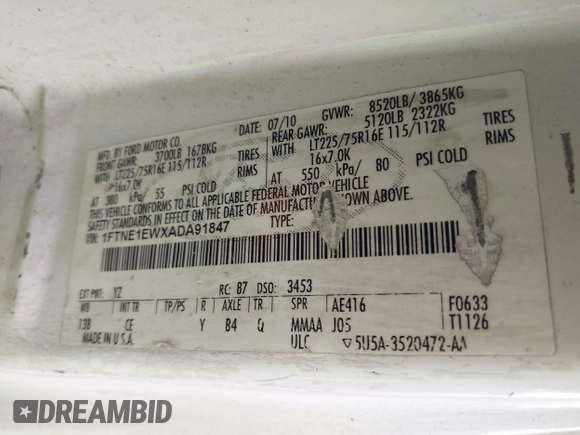 MFD. BY FORD MOTOR CO.
DATE: 07/10 GVWR: 8520LB/ 3865KG
FRONT GAWR: 3700LB 1678KG REAR GAWR: 5120LB 2322KG
WITH LT225/75R16E 115/112R TIRES WITH LT225/75R16E 115/112R TIRES
16x7.0K RIMS 16x7.0K RIMS
AT 380 kPa/ 55 PSI COLD AT 550 kPa/ 80 PSI COLD
THIS VEHICLE CONFORMS TO ALL APPLICABLE FEDERAL MOTOR VEHICLE
SAFETY STANDARDS IN EFFECT ON THE DATE OF MANUFACTURE SHOWN ABOVE.
VIN: 1FTNE1EWXADA91847
TYPE:
EXT PNT: YZ RC: 87 DSO: 3453
WB INT TR TP/PS R AXLE TR SPR AE416 F0633
138 CE Y B4 Q MMAA J05 T1126
MADE IN U.S.A. ULC ▽5U5A-3520472-AA
DREAMBID